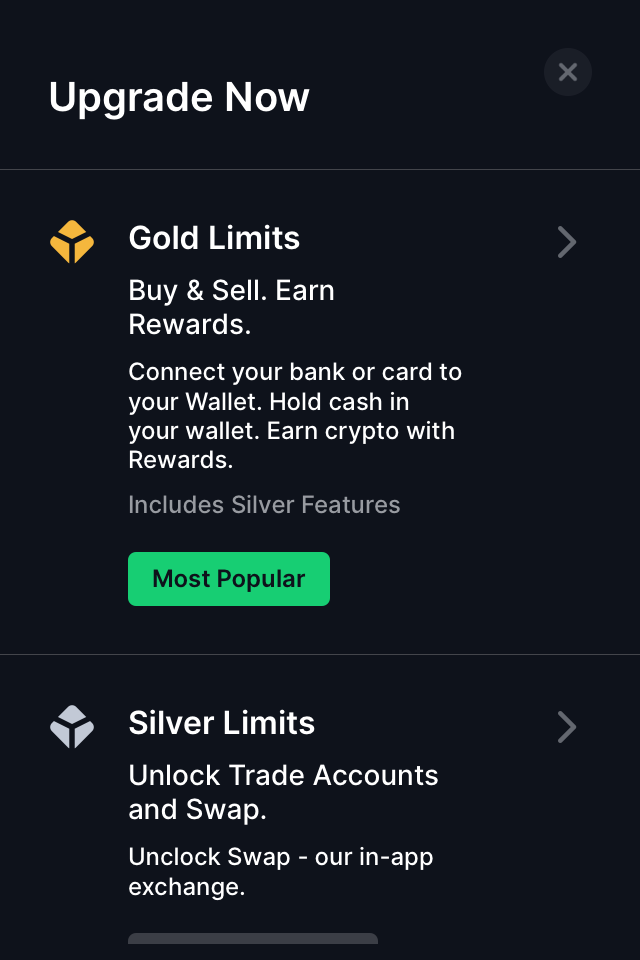 Upgrade Now
Gold Limits
Buy & Sell. Earn
Rewards.
Connect your bank or card to
your Wallet. Hold cash in
your wallet. Earn crypto with
Rewards.
Includes Silver Features
Most Popular
Silver Limits
Unlock Trade Accounts
and Swap.
Unclock Swap - our in-app
exchange.